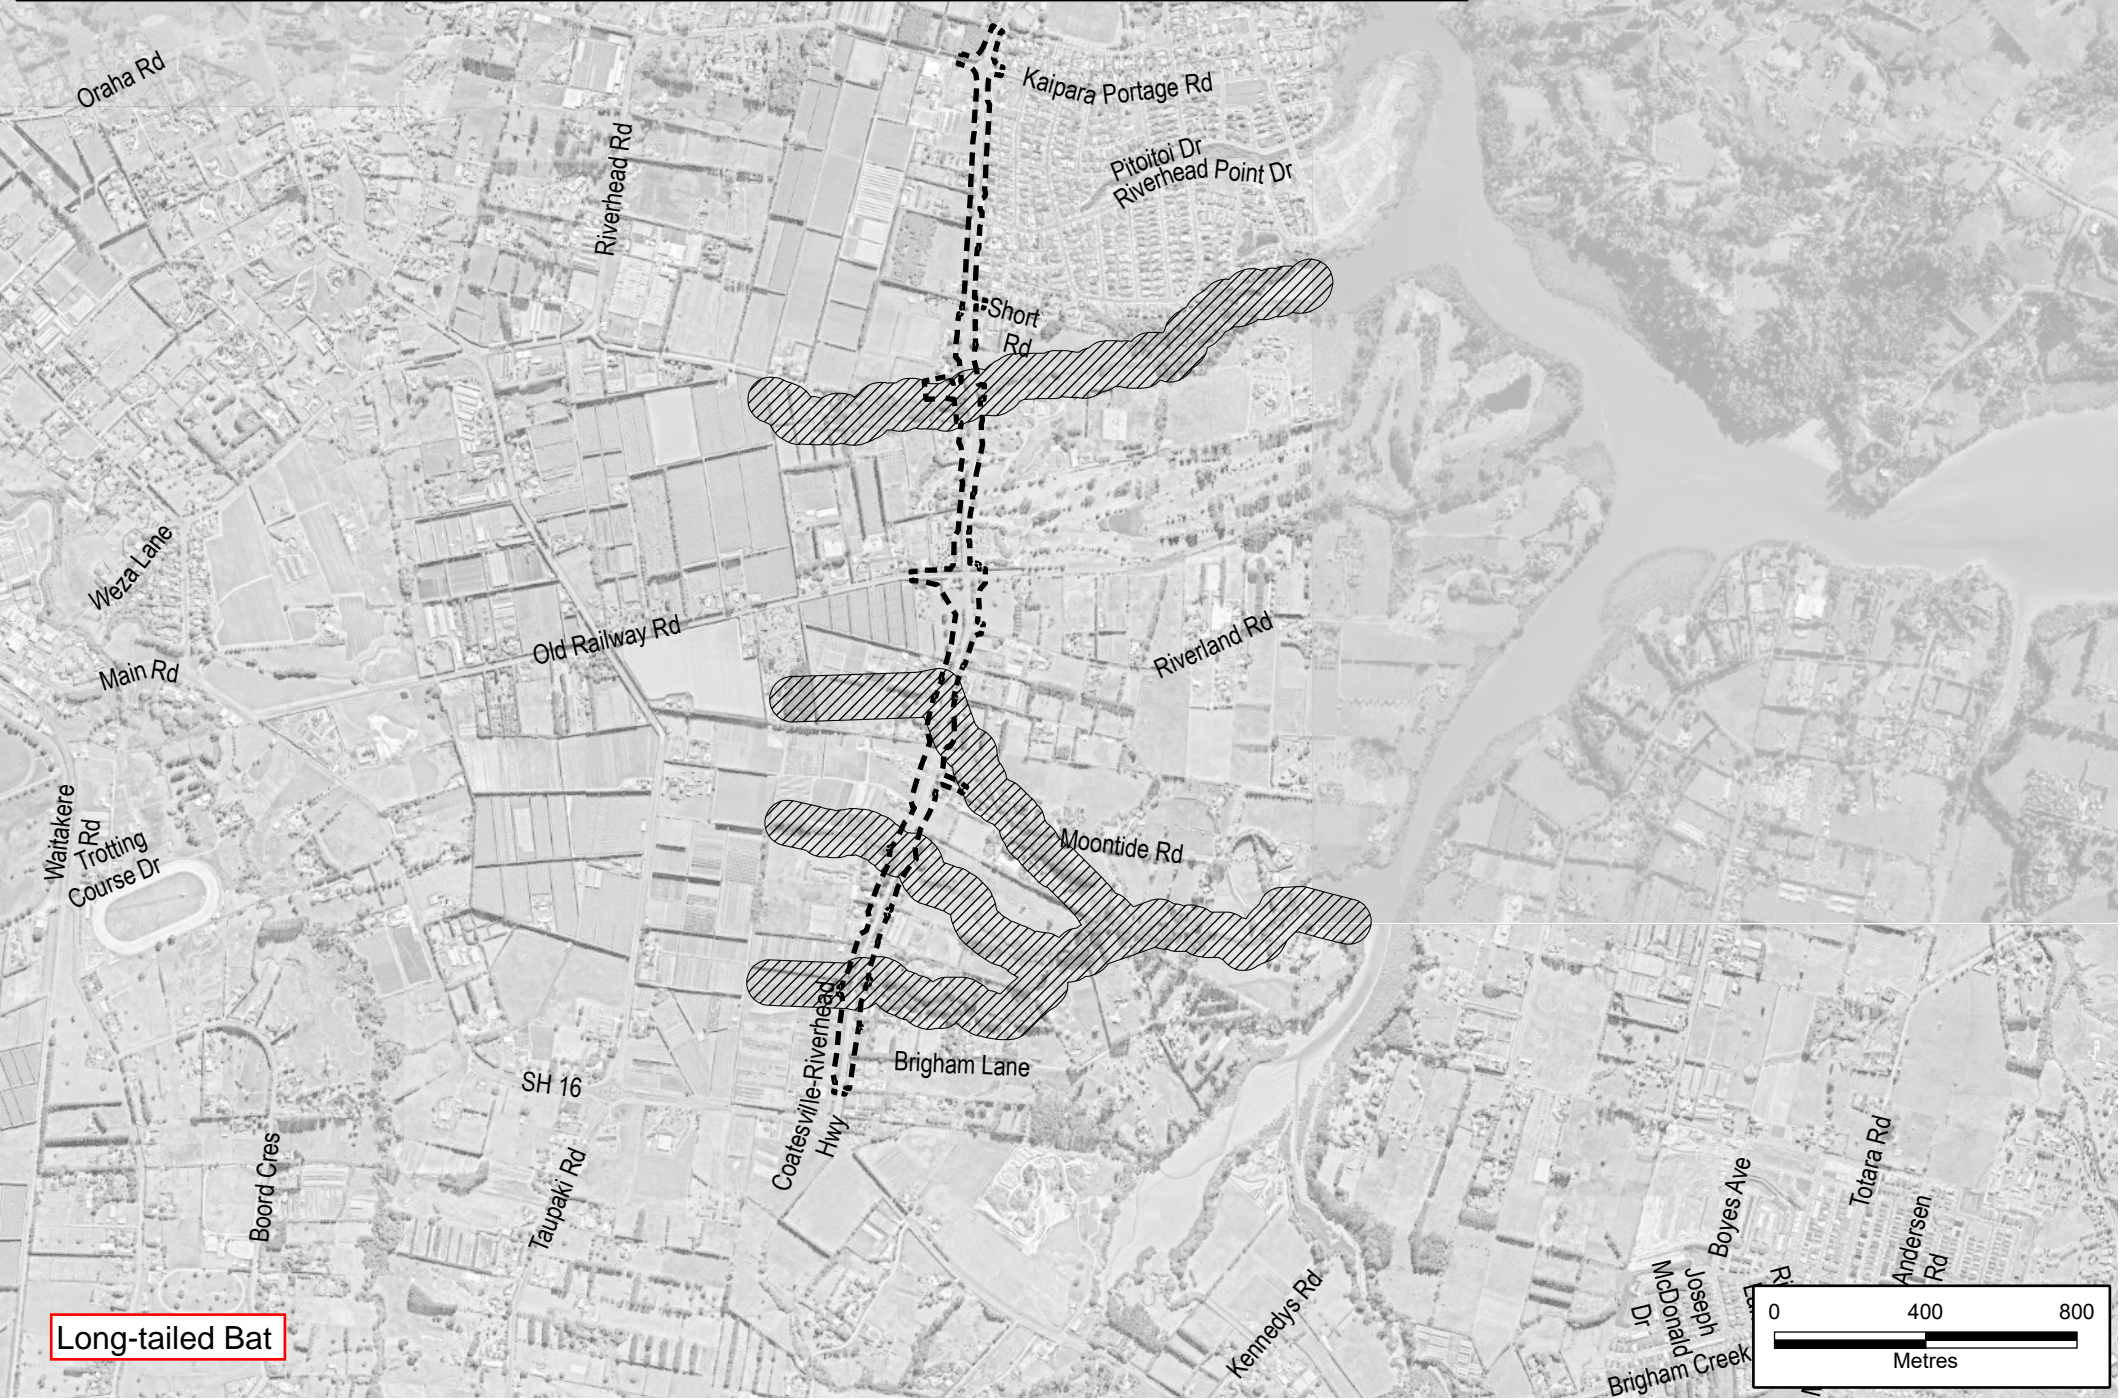 Oraha Rd
Kaipara Portage Rd
Riverhead Rd
Pitoitoi Dr
Riverhead Point Dr
Short
Rd
Weza Lane
Old Railway Rd
Riverland Rd
Main Rd
Waitakere
Rd
Trotting
Course Dr
Moontide Rd
Coatesville-Riverhead
Hwy
Brigham Lane
SH 16
Boord Cres
Taupaki Rd
Totara Rd
Boyes Ave
Andersen
Rd
Kennedys Rd
Joseph
McDonald
Dr
Brigham Creek
Long-tailed Bat
0 400 800
Metres